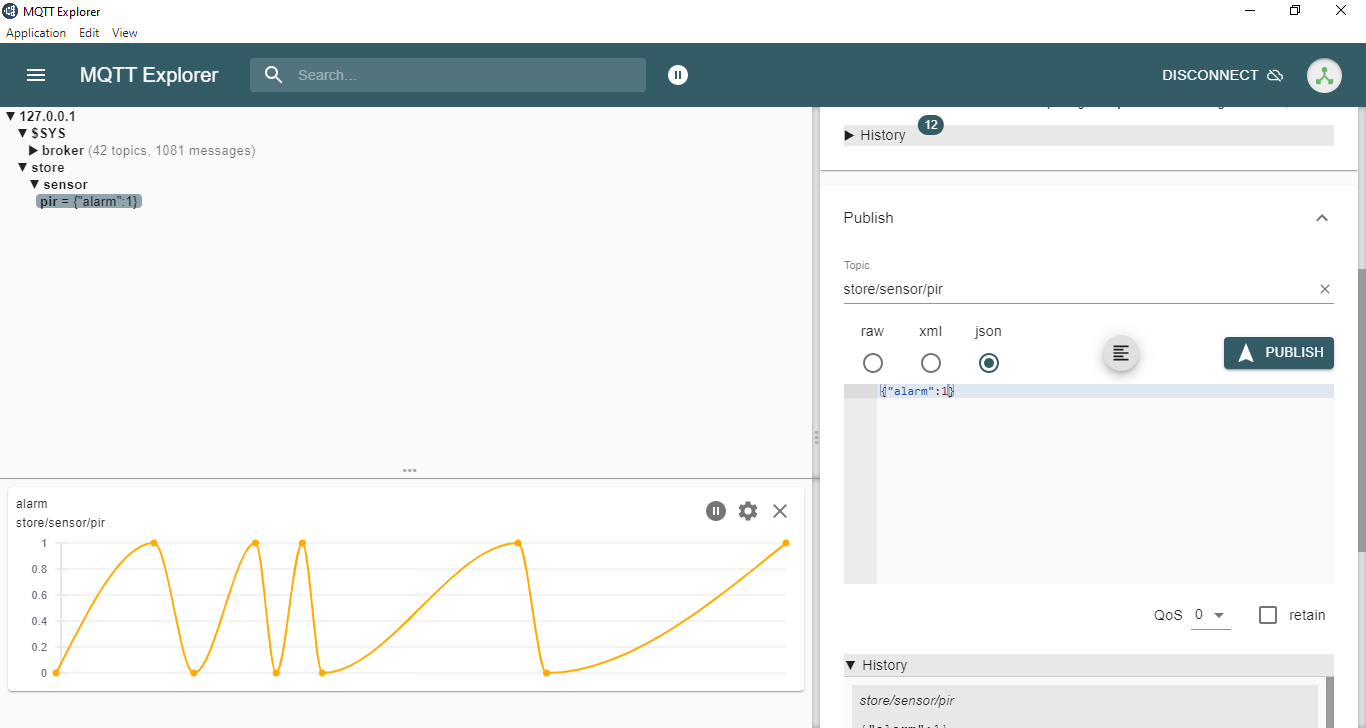 MQTT Explorer
Application Edit View
MQTT Explorer
Search...
DISCONNECT
127.0.0.1
$SYS
broker (42 topics, 1081 messages)
store
sensor
pir = {"alarm":1}
alarm
store/sensor/pir
1
0.8
0.6
0.4
0.2
0
History
12
Publish
Topic
store/sensor/pir
raw xml json
PUBLISH
{"alarm":1}
QoS 0 retain
History
store/sensor/pir